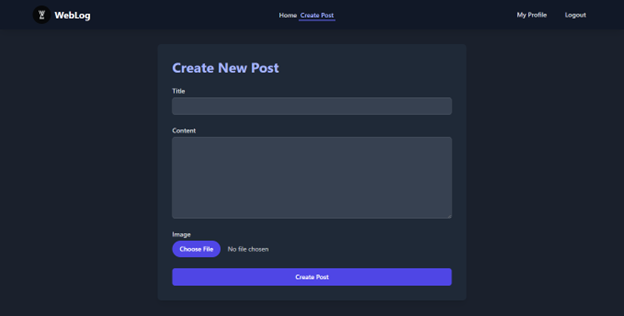 WebLog
Home Create Post
My Profile Logout
Create New Post
Title
Content
Image
Choose File No file chosen
Create Post